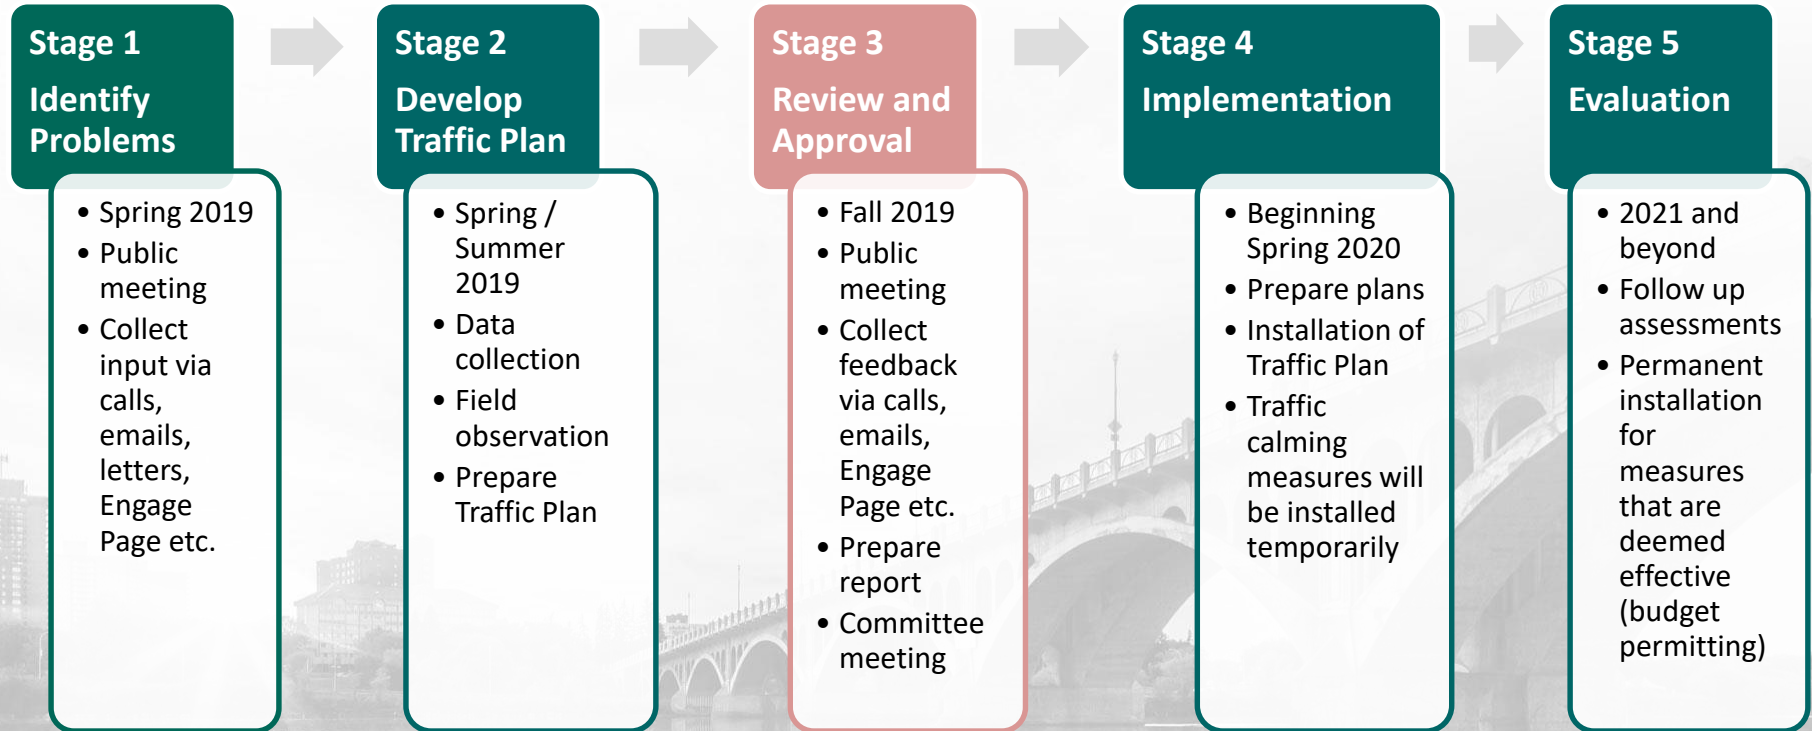 Stage 1
Identify
Problems
• Spring 2019
• Public
meeting
• Collect
input via
calls,
emails,
letters,
Engage
Page etc.
Stage 2
Develop
Traffic Plan
• Spring /
Summer
2019
• Data
collection
• Field
observation
• Prepare
Traffic Plan
Stage 3
Review and
Approval
• Fall 2019
• Public
meeting
• Collect
feedback
via calls,
emails,
Engage
Page etc.
• Prepare
report
• Committee
meeting
Stage 4
Implementation
• Beginning
Spring 2020
• Prepare plans
• Installation of
Traffic Plan
• Traffic
calming
measures will
be installed
temporarily
Stage 5
Evaluation
• 2021 and
beyond
• Follow up
assessments
• Permanent
installation
for
measures
that are
deemed
effective
(budget
permitting)